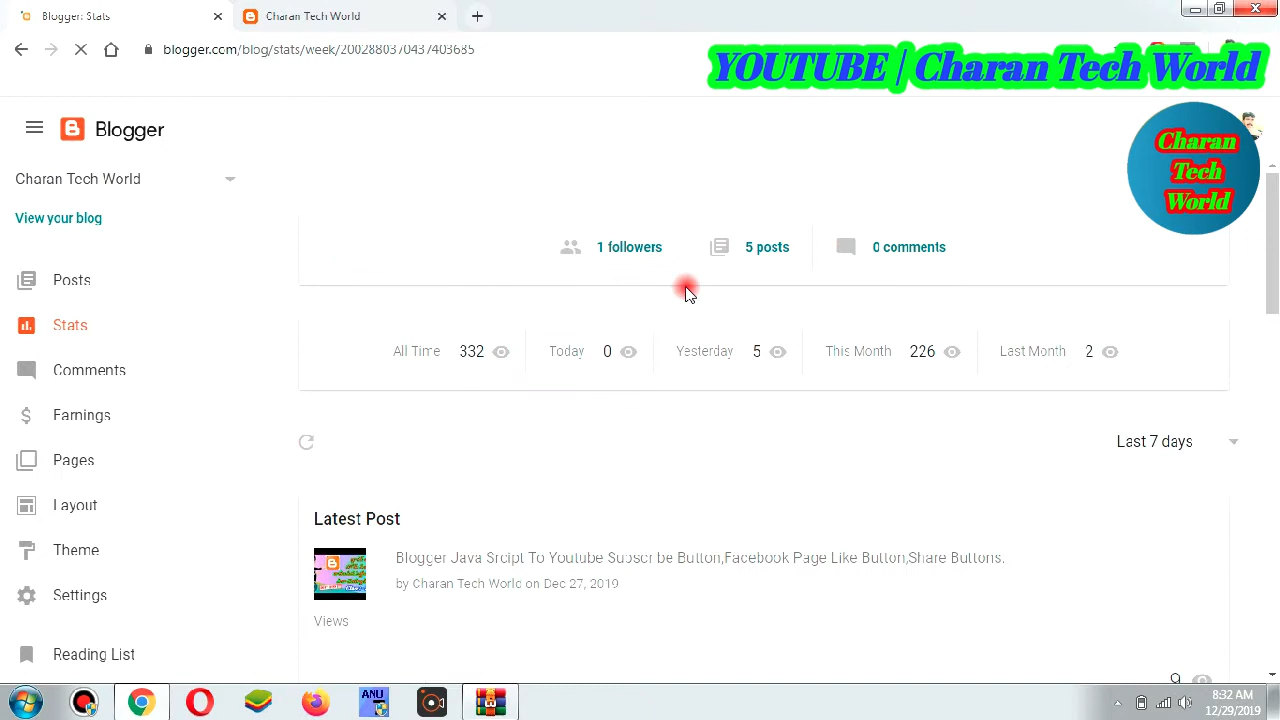 Blogger: Stats
Charan Tech World
blogger.com/blog/stats/week/2002880370437403685
YOUTUBE | Charan Tech World
Blogger
Charan
Tech
World
Charan Tech World
View your blog
1 followers
5 posts
0 comments
Posts
Stats
Comments
Earnings
Pages
Layout
Theme
Settings
Reading List
All Time 332
Today 0
Yesterday 5
This Month 226
Last Month 2
Last 7 days
Latest Post
Blogger Java Srcipt To Youtube Subscribe Button,Facebook Page Like Button,Share Buttons.
by Charan Tech World on Dec 27, 2019
Views
ANU
8:32 AM
12/29/2019